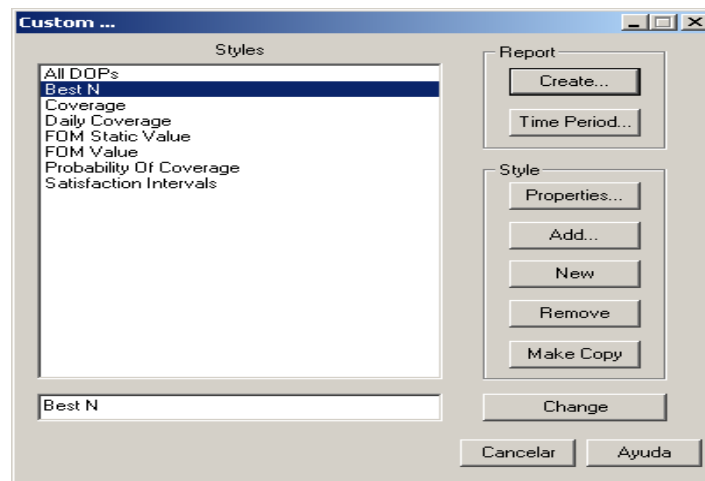 Custom ...
Styles
All DOPs
Best N
Coverage
Daily Coverage
FOM Static Value
FOM Value
Probability Of Coverage
Satisfaction Intervals
Best N
Report
Create...
Time Period...
Style
Properties...
Add...
New
Remove
Make Copy
Change
Cancelar
Ayuda